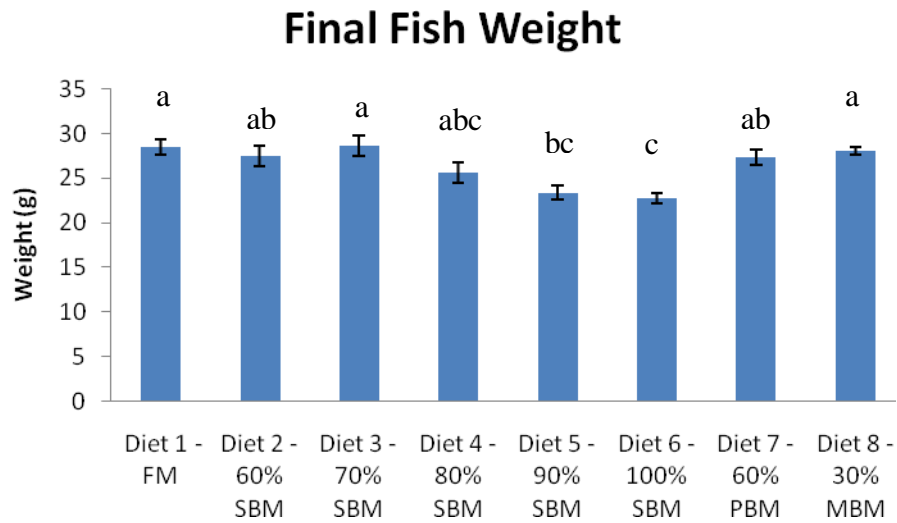 Final Fish Weight
35
30
25
20
15
10
5
0
Weight (g)
a
ab
a
abc
bc
c
ab
a
Diet 1 -
FM
Diet 2 -
60%
SBM
Diet 3 -
70%
SBM
Diet 4 -
80%
SBM
Diet 5 -
90%
SBM
Diet 6 -
100%
SBM
Diet 7 -
60%
PBM
Diet 8 -
30%
MBM